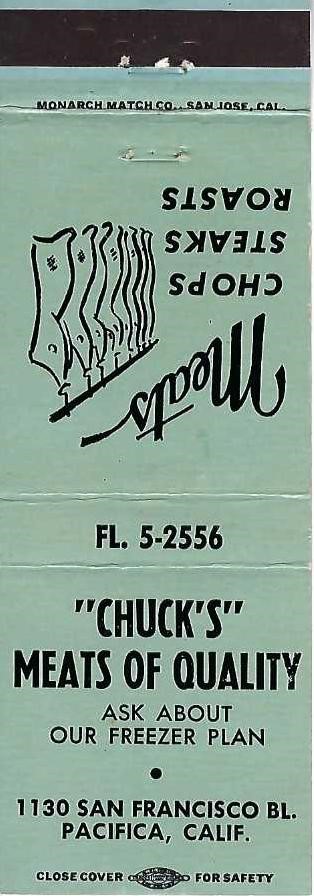 MONARCH MATCH CO., SAN JOSE, CAL.
Meats
CHOPS
STEAKS
ROASTS
FL. 5-2556
"CHUCK'S"
MEATS OF QUALITY
ASK ABOUT
OUR FREEZER PLAN
•
1130 SAN FRANCISCO BL.
PACIFICA, CALIF.
CLOSE COVER FOR SAFETY